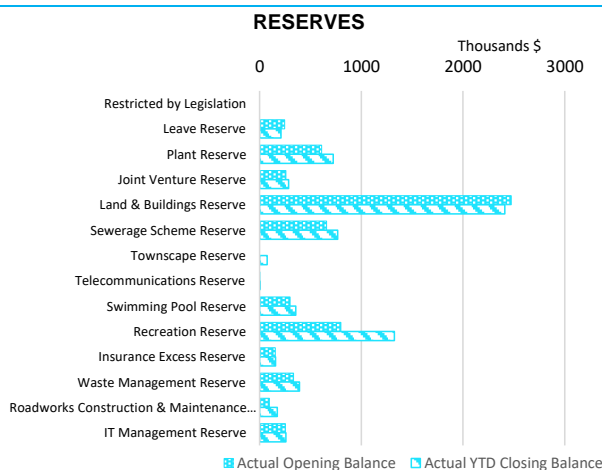 RESERVES
Thousands $
0 1000 2000 3000
Restricted by Legislation
Leave Reserve
Plant Reserve
Joint Venture Reserve
Land & Buildings Reserve
Sewerage Scheme Reserve
Townscape Reserve
Telecommunications Reserve
Swimming Pool Reserve
Recreation Reserve
Insurance Excess Reserve
Waste Management Reserve
Roadworks Construction & Maintenance…
IT Management Reserve
Actual Opening Balance Actual YTD Closing Balance